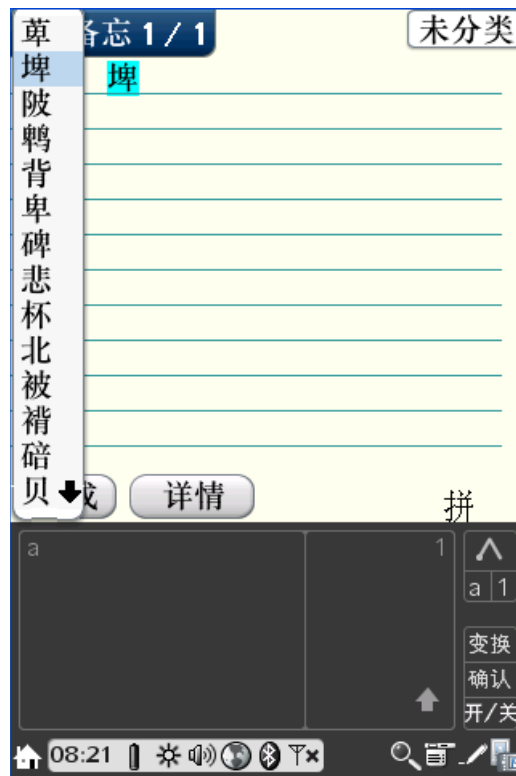 备忘 1 / 1
未分类
埤
萆
埤
陂
鹎
背
卑
碑
悲
杯
北
被
褙
碚
贝
详情
拼
a
1
a 1
变换
确认
开/关
08:21